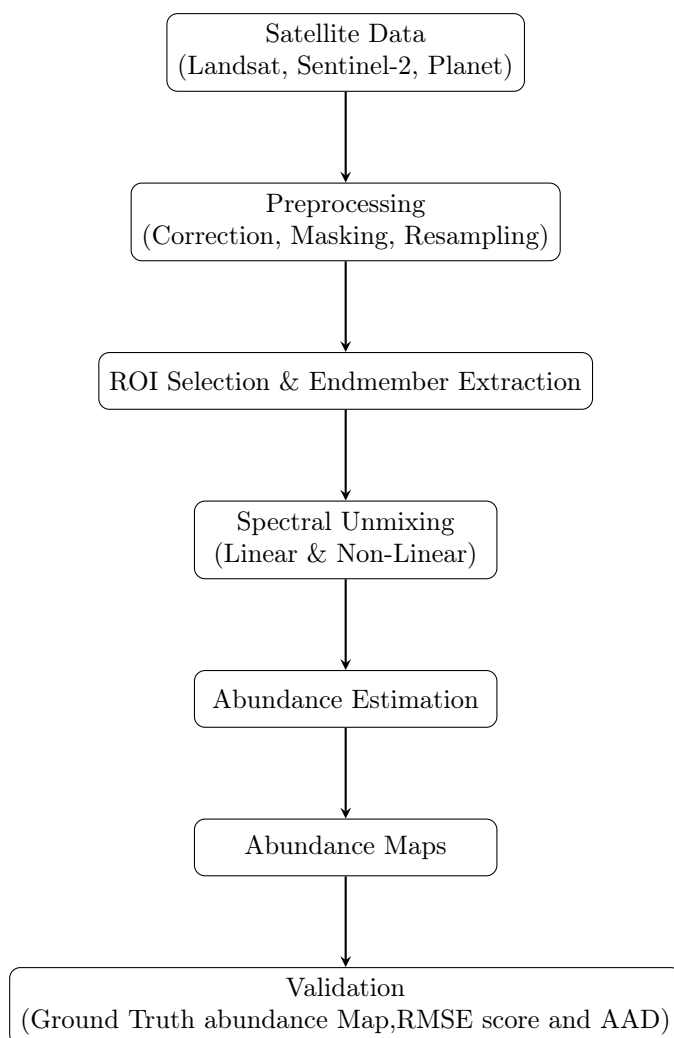 Satellite Data
(Landsat, Sentinel-2, Planet)
Preprocessing
(Correction, Masking, Resampling)
ROI Selection & Endmember Extraction
Spectral Unmixing
(Linear & Non-Linear)
Abundance Estimation
Abundance Maps
Validation
(Ground Truth abundance Map,RMSE score and AAD)